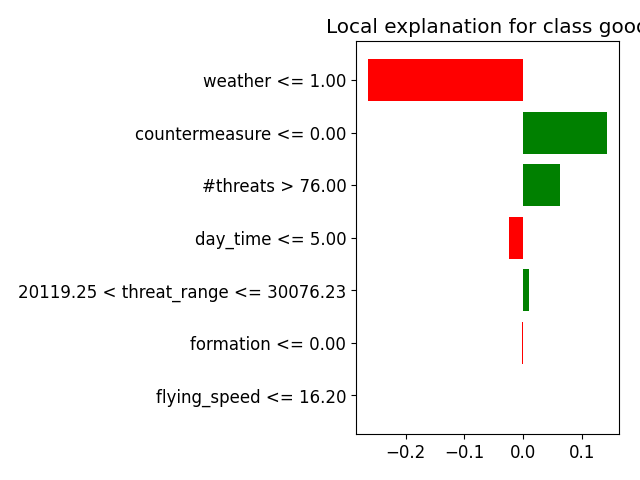 Local explanation for class good
weather <= 1.00
countermeasure <= 0.00
#threats > 76.00
day_time <= 5.00
20119.25 < threat_range <= 30076.23
formation <= 0.00
flying_speed <= 16.20
−0.2 −0.1 0.0 0.1